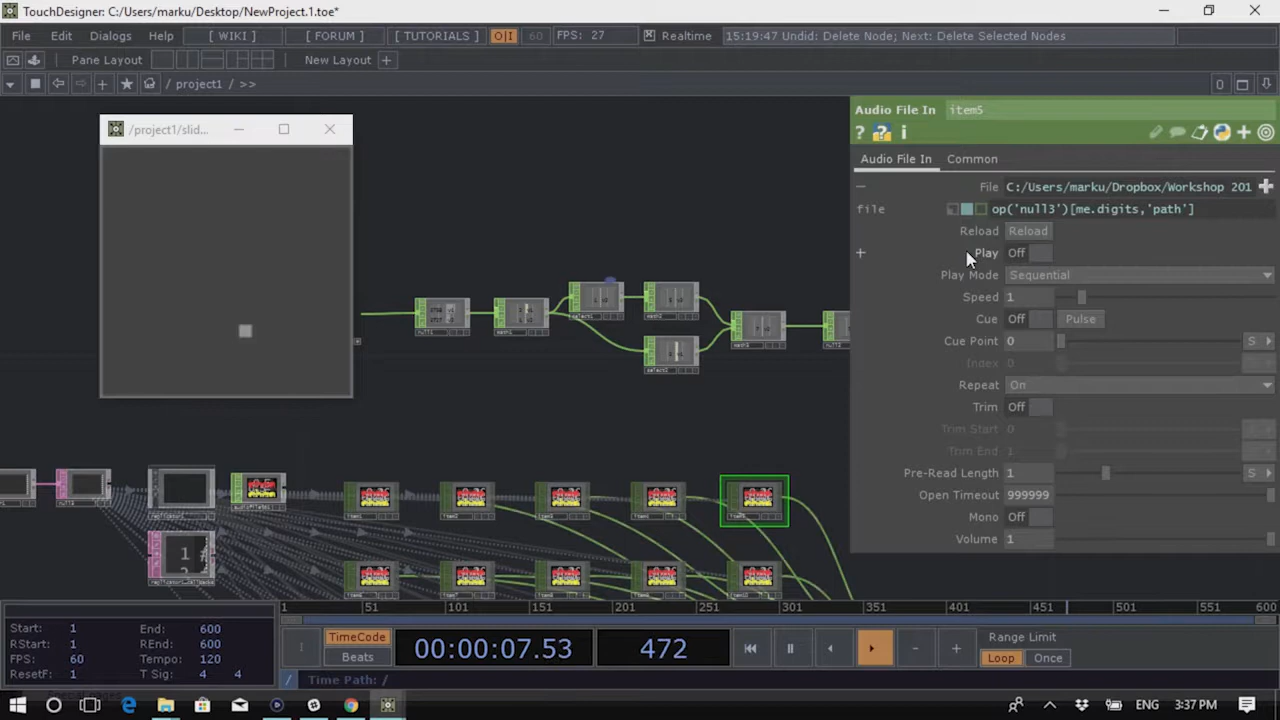 TouchDesigner: C:/Users/marku/Desktop/NewProject.1.toe*
File Edit Dialogs Help [ WIKI ] [ FORUM ] [ TUTORIALS ] O|I 60 FPS: 27 Realtime 15:19:47 Undid: Delete Node; Next: Delete Selected Nodes
Pane Layout New Layout +
/ project1 / >> 0
Audio File In item5
/project1/slid...
? ? i
Audio File In Common
File C:/Users/marku/Dropbox/Workshop 201
file op('null3')[me.digits,'path']
Reload Reload
Play Off
Play Mode Sequential
Speed 1
Cue Off Pulse
Cue Point 0 S
Index 0
Repeat On
Trim Off
Trim Start 0
Trim End 1
Pre-Read Length 1 S
Open Timeout 999999
Mono Off
Volume 1
1 51 101 151 201 251 301 351 401 451 501 551 600
Start: 1 End: 600
RStart: 1 REnd: 600
FPS: 60 Tempo: 120
ResetF: 1 T Sig: 4 4
TimeCode
Beats
00:00:07.53
472
Range Limit
Loop Once
/ Time Path: /
ENG 3:37 PM